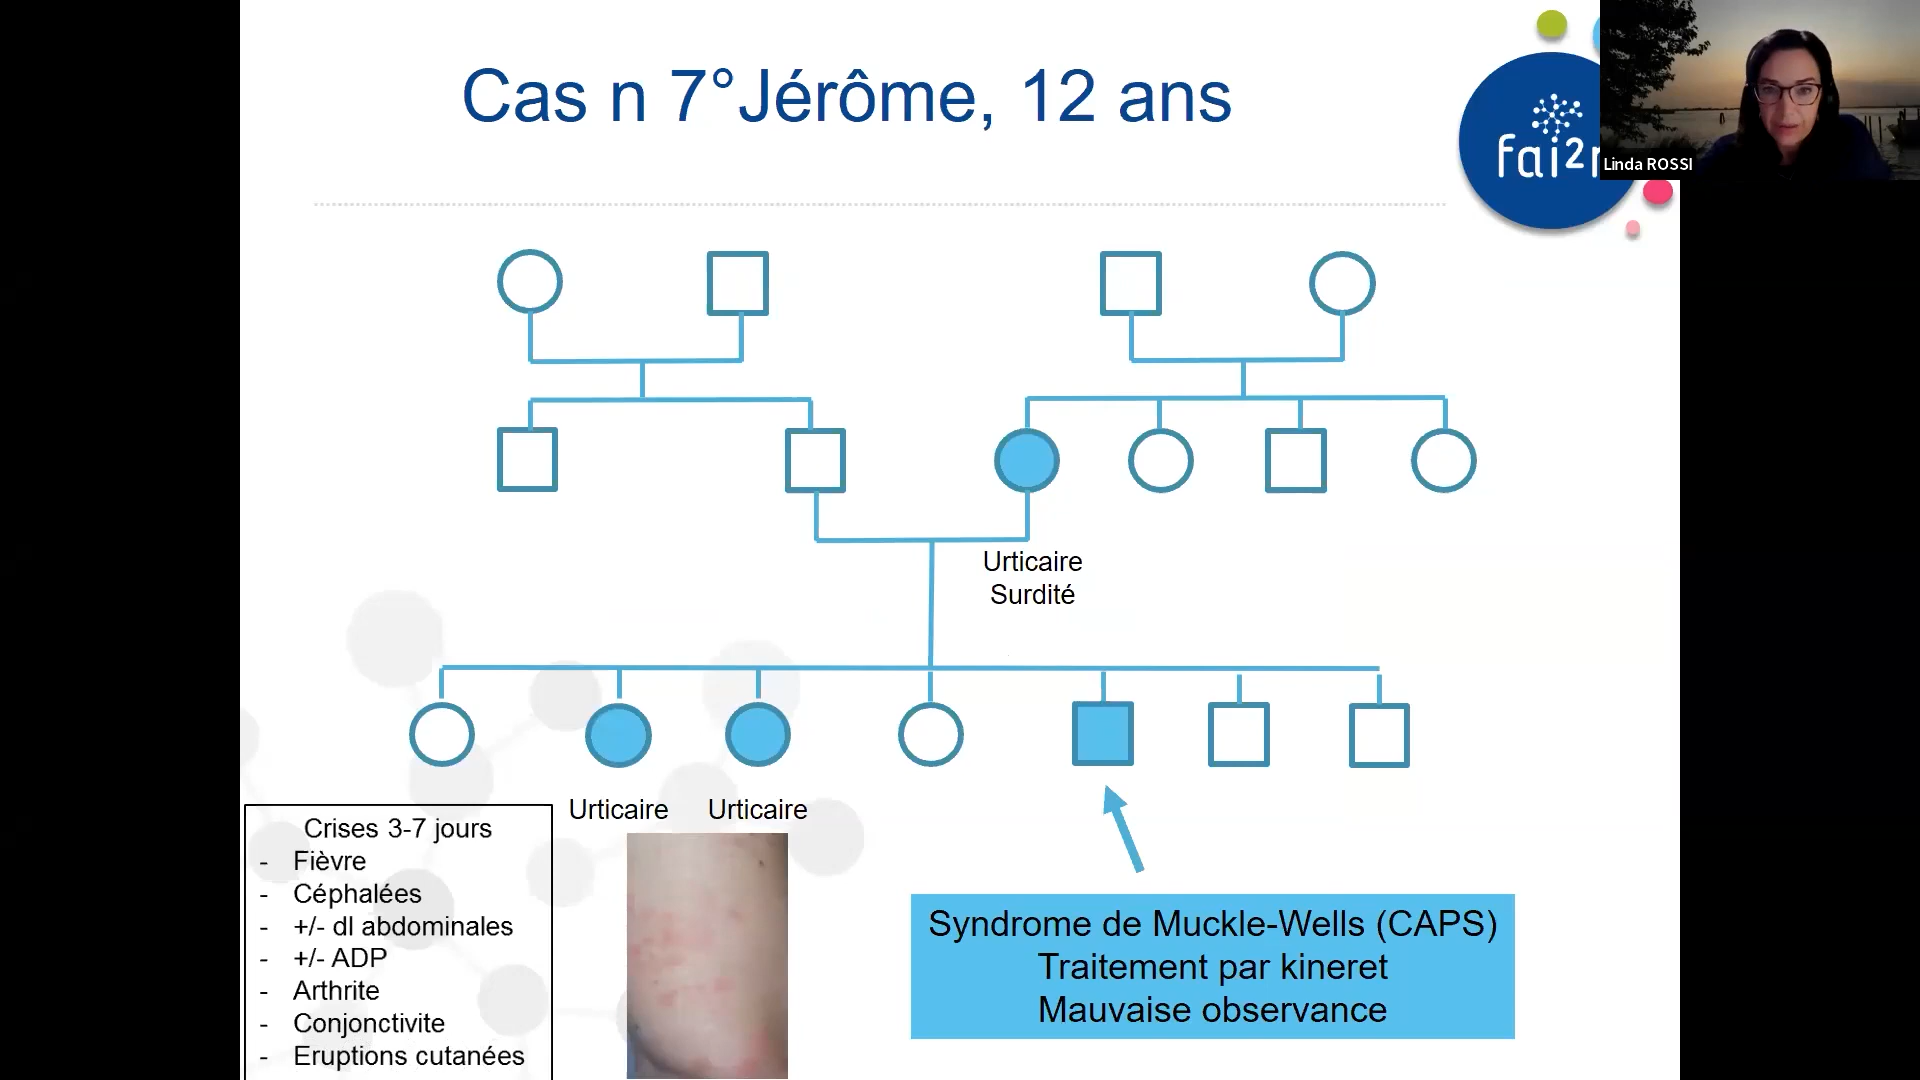 Cas n 7°Jérôme, 12 ans
fai2r
Linda ROSSI
Urticaire
Surdité
Urticaire
Urticaire
Crises 3-7 jours
- Fièvre
- Céphalées
- +/- dl abdominales
- +/- ADP
- Arthrite
- Conjonctivite
- Eruptions cutanées
Syndrome de Muckle-Wells (CAPS)
Traitement par kineret
Mauvaise observance